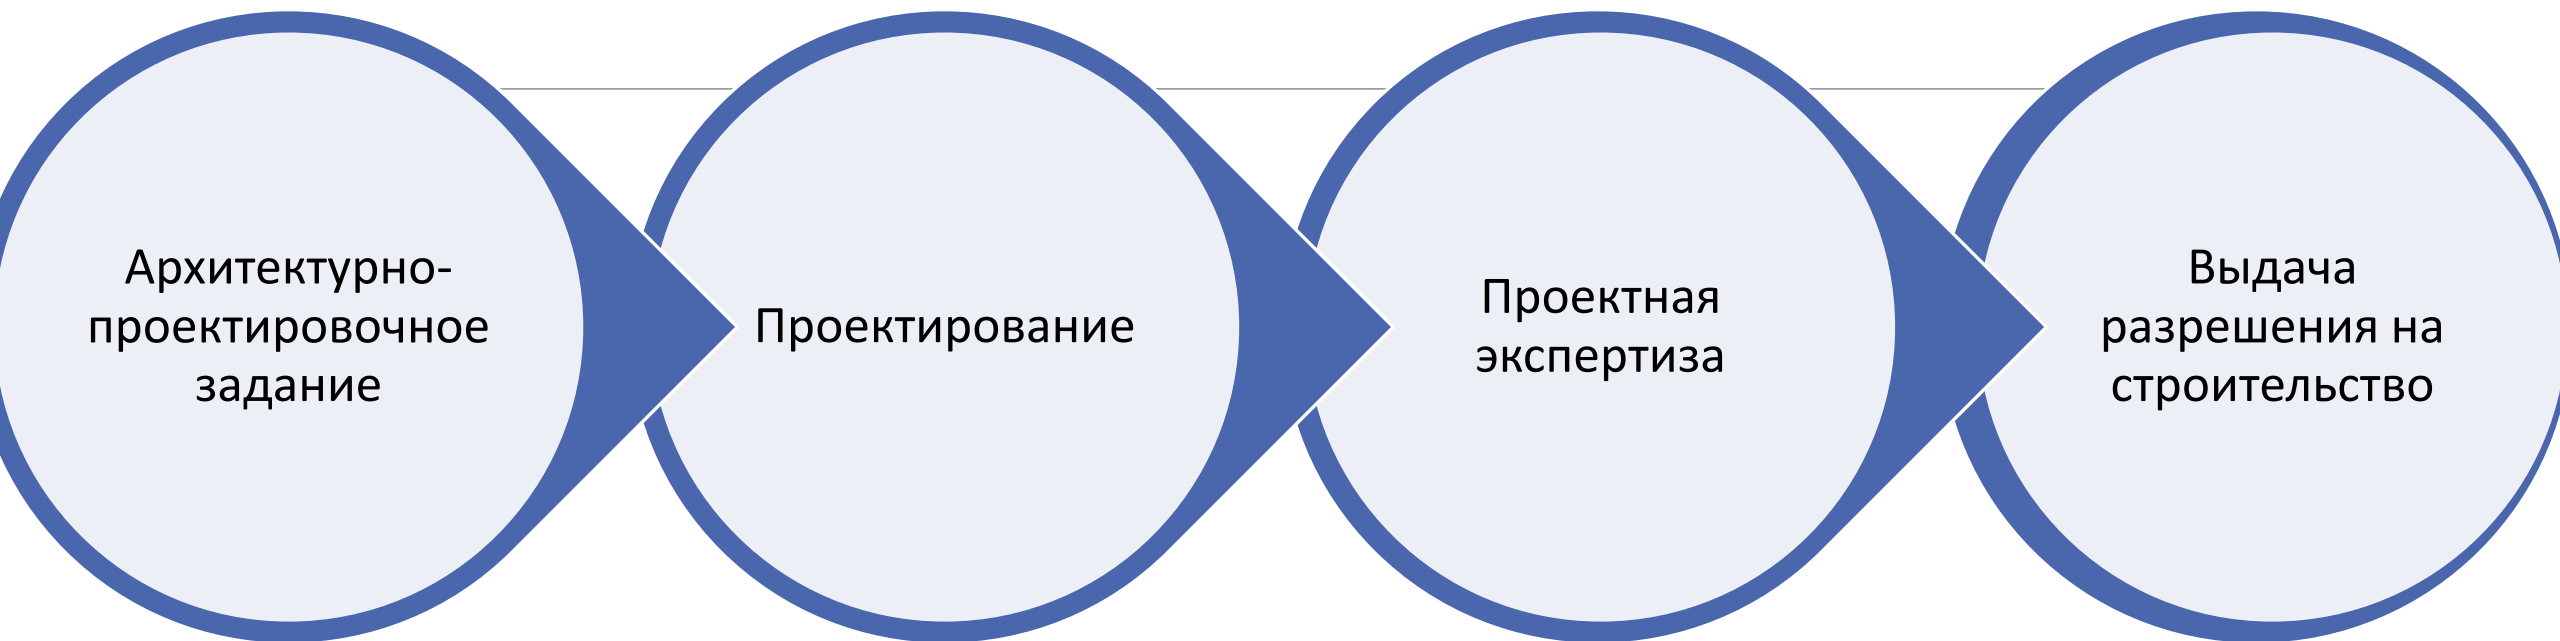 Архитектурно-
проектировочное
задание
Проектирование
Проектная
экспертиза
Выдача
разрешения на
строительство